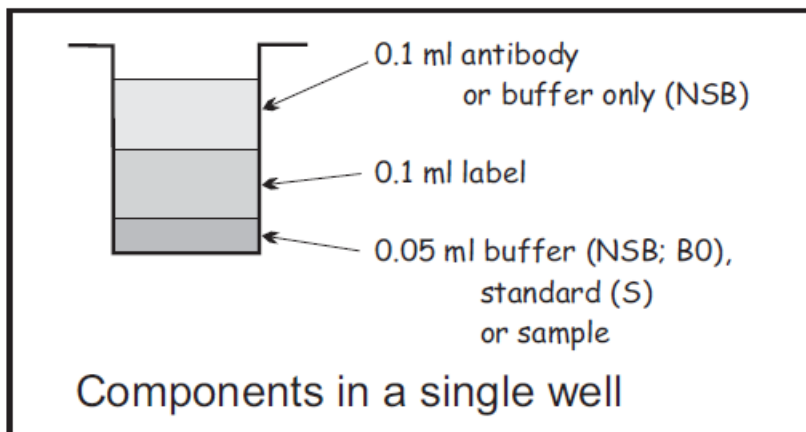 0.1 ml antibody
or buffer only (NSB)
0.1 ml label
0.05 ml buffer (NSB; B0),
standard (S)
or sample
Components in a single well